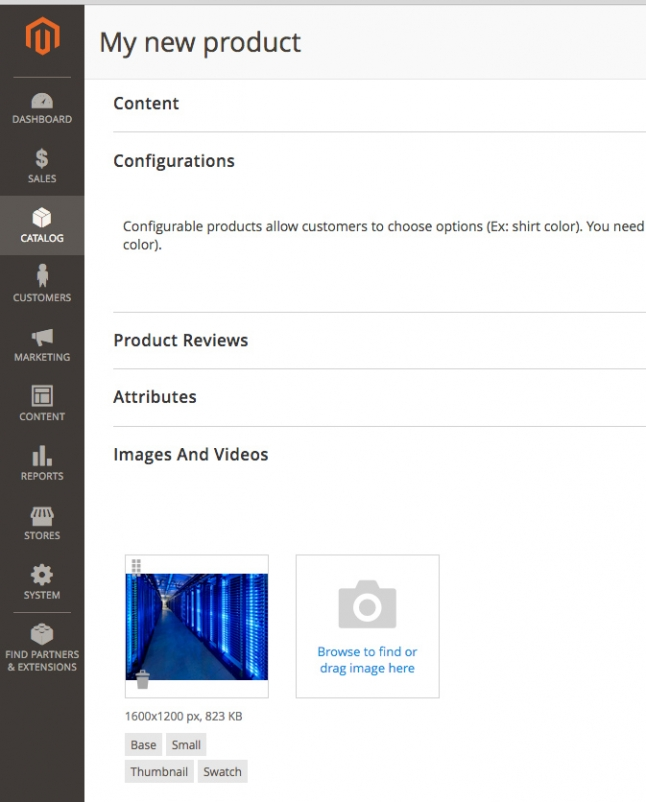 My new product
DASHBOARD
SALES
CATALOG
CUSTOMERS
MARKETING
CONTENT
REPORTS
STORES
SYSTEM
FIND PARTNERS
& EXTENSIONS
Content
Configurations
Configurable products allow customers to choose options (Ex: shirt color). You need
color).
Product Reviews
Attributes
Images And Videos
Browse to find or
drag image here
1600x1200 px, 823 KB
Base Small
Thumbnail Swatch